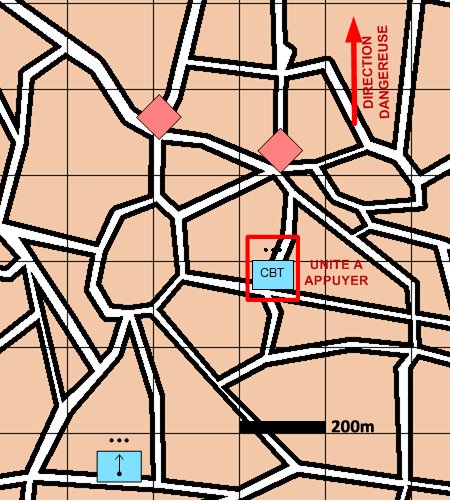 DIRECTION
DANGEREUSE
CBT
UNITE A
APPUYER
200m